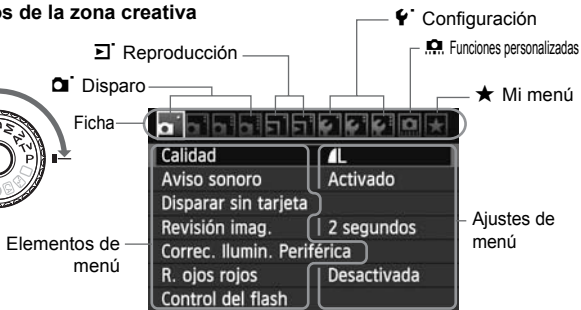 os de la zona creativa
Configuración
Reproducción
Funciones personalizadas
Disparo
★ Mi menú
Ficha
Calidad L
Aviso sonoro Activado
Disparar sin tarjeta
Revisión imag. 2 segundos
Correc. Ilumin. Periférica
R. ojos rojos Desactivada
Control del flash
Elementos de
menú
Ajustes de
menú